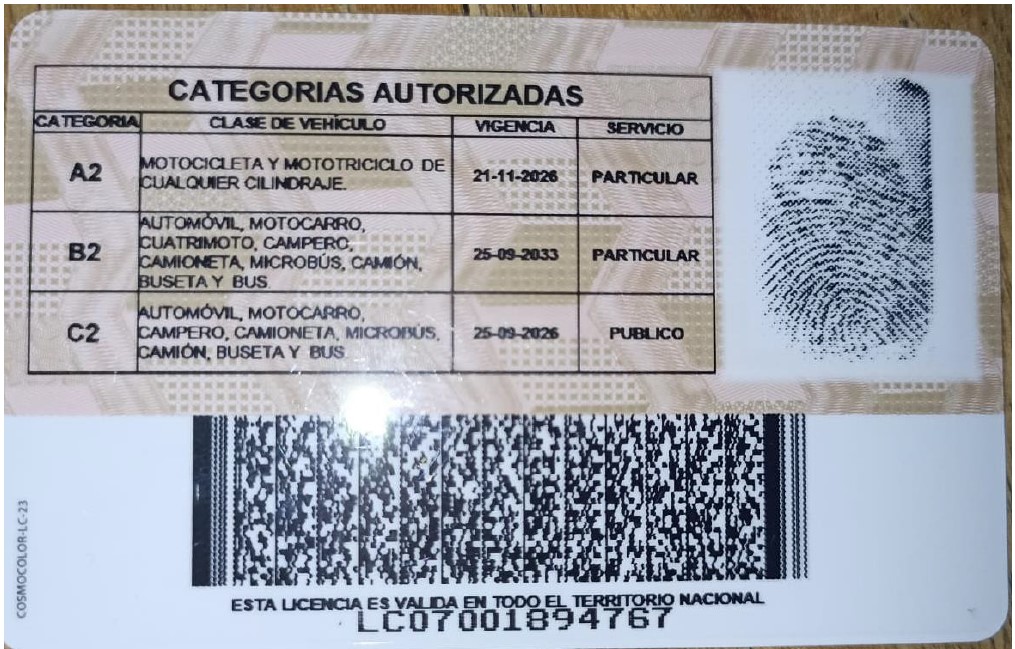 CATEGORIAS AUTORIZADAS
CATEGORIA CLASE DE VEHÍCULO VIGENCIA SERVICIO
A2 MOTOCICLETA Y MOTOTRICICLO DE CUALQUIER CILINDRAJE. 21-11-2026 PARTICULAR
B2 AUTOMÓVIL, MOTOCARRO, CUATRIMOTO, CAMPERO, CAMIONETA, MICROBÚS, CAMIÓN, BUSETA Y BUS 25-09-2033 PARTICULAR
C2 AUTOMÓVIL, MOTOCARRO, CAMPERO, CAMIONETA, MICROBÚS, CAMIÓN, BUSETA Y BUS 25-09-2026 PUBLICO
COSMOCOLOR-LC-23
ESTA LICENCIA ES VALIDA EN TODO EL TERRITORIO NACIONAL
LC07001894767